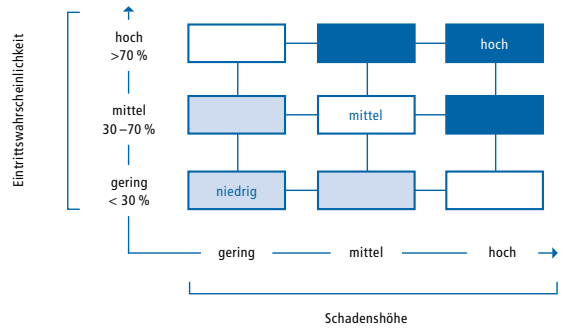 Eintrittswahrscheinlichkeit
hoch
>70 %
hoch
mittel
30–70 %
mittel
gering
< 30 %
niedrig
gering
mittel
hoch
Schadenshöhe